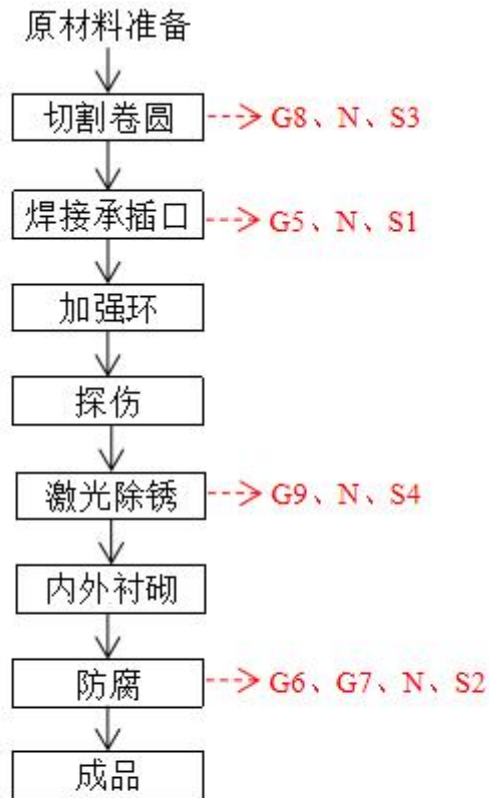 原材料准备
切割卷圆
G8、N、S3
焊接承插口
G5、N、S1
加强环
探伤
激光除锈
G9、N、S4
内外衬砌
防腐
G6、G7、N、S2
成品